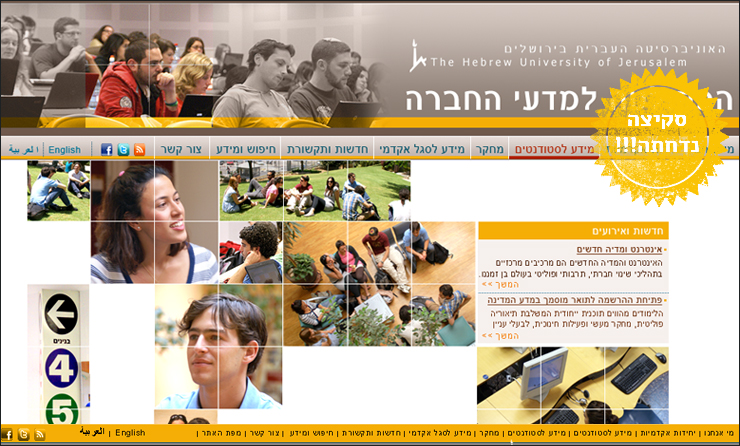 האוניברסיטה העברית בירושלים
The Hebrew University of Jerusalem
למדעי החברה
סקיצה
נדחתה!!!
מידע לסטודנטים | מחקר | מידע לסגל אקדמי | חדשות ותקשורת | חיפוש ומידע | צור קשר
English | العربية
חדשות ואירועים
אינטרנט ומדיה חדשים
האינטרנט והמדיה החדשים הם מרכיבים מרכזיים
בתהליכי שינוי חברתי, תרבותי ופוליטי בעולם בן זמננו.
המשך >>
פתיחת ההרשמה לתואר מוסמך במדע המדינה
הלימודים מהווים תוכנית ייחודית המשלבת תיאוריה
פוליטית, מחקר מעשי ופעילות חינוכית, לבעלי עניין
המשך >>
בניינים
4
5
מי אנחנו | יחידות אקדמיות | מידע לסטודנטים | מידע לסטודנטים | מחקר | מידע לסגל אקדמי | חדשות ותקשורת | חיפוש ומידע | צור קשר | מפת האתר |
English | العربية